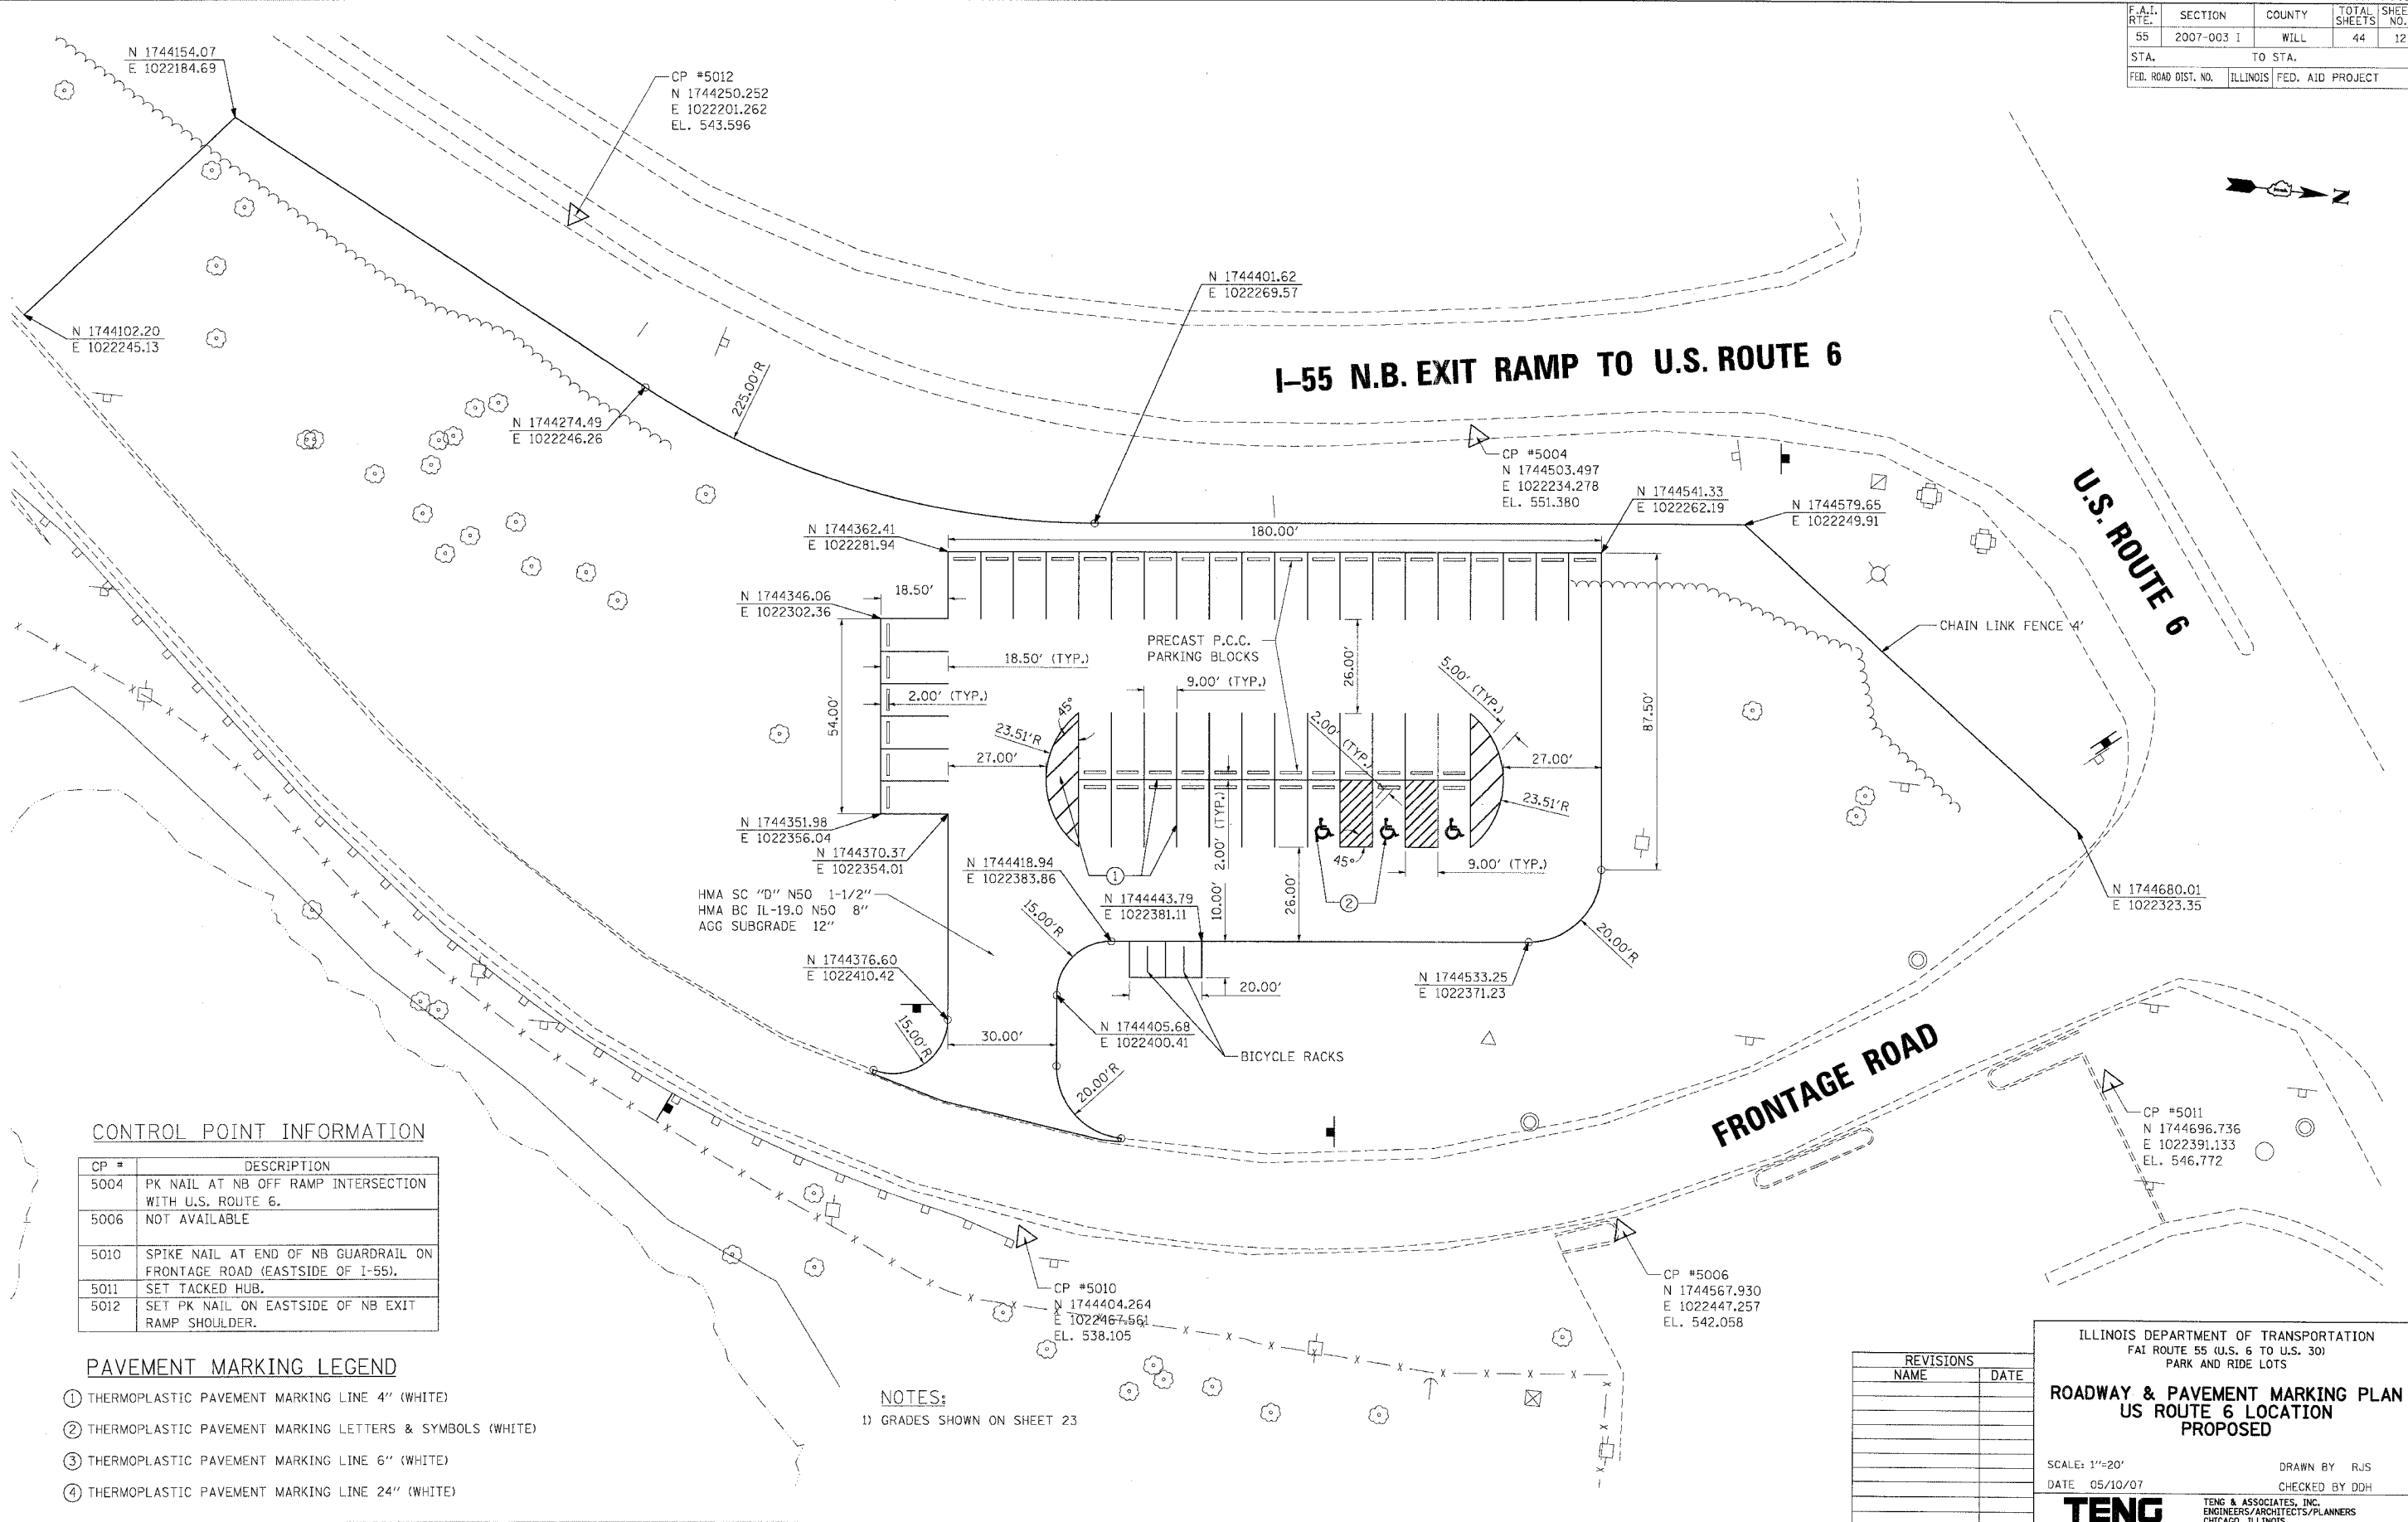 F.A.I. RTE. SECTION COUNTY TOTAL SHEETS SHEE NO.
55 2007-003 I WILL 44 12
STA. TO STA.
FED. ROAD DIST. NO. ILLINOIS FED. AID PROJECT
N 1744154.07
E 1022184.69
CP #5012
N 1744250.252
E 1022201.262
EL. 543.596
N
N 1744401.62
E 1022269.57
N 1744102.20
E 1022245.13
I-55 N.B. EXIT RAMP TO U.S. ROUTE 6
225.00'R
N 1744274.49
E 1022246.26
CP #5004
N 1744503.497
E 1022234.278
EL. 551.380
N 1744541.33
E 1022262.19
N 1744579.65
E 1022249.91
U.S. ROUTE 6
N 1744362.41
E 1022281.94
180.00'
18.50'
N 1744346.06
E 1022302.36
PRECAST P.C.C.
PARKING BLOCKS
CHAIN LINK FENCE 4'
18.50' (TYP.)
26.00'
5.00' (TYP.)
9.00' (TYP.)
2.00' (TYP.)
45°
2.00' (TYP.)
54.00'
87.50'
23.51'R
27.00'
27.00'
23.51'R
N 1744351.98
E 1022356.04
2.00' (TYP.)
45°
9.00' (TYP.)
N 1744370.37
E 1022354.01
N 1744418.94
E 1022383.86
1
2
HMA SC "D" N50 1-1/2"
HMA BC IL-19.0 N50 8"
AGG SUBGRADE 12"
N 1744443.79
E 1022381.11
10.00'
26.00'
N 1744680.01
E 1022323.35
15.00'R
20.00'R
N 1744376.60
E 1022410.42
20.00'
N 1744533.25
E 1022371.23
15.00'R
30.00'
N 1744405.68
E 1022400.41
BICYCLE RACKS
20.00'R
FRONTAGE ROAD
CP #5011
N 1744696.736
E 1022391.133
EL. 546.772
CONTROL POINT INFORMATION
CP # DESCRIPTION
5004 PK NAIL AT NB OFF RAMP INTERSECTION
WITH U.S. ROUTE 6.
5006 NOT AVAILABLE
5010 SPIKE NAIL AT END OF NB GUARDRAIL ON
FRONTAGE ROAD (EASTSIDE OF I-55).
5011 SET TACKED HUB.
5012 SET PK NAIL ON EASTSIDE OF NB EXIT
RAMP SHOULDER.
CP #5010
N 1744404.264
E 1022467.561
EL. 538.105
CP #5006
N 1744567.930
E 1022447.257
EL. 542.058
PAVEMENT MARKING LEGEND
1 THERMOPLASTIC PAVEMENT MARKING LINE 4" (WHITE)
2 THERMOPLASTIC PAVEMENT MARKING LETTERS & SYMBOLS (WHITE)
3 THERMOPLASTIC PAVEMENT MARKING LINE 6" (WHITE)
4 THERMOPLASTIC PAVEMENT MARKING LINE 24" (WHITE)
NOTES:
1) GRADES SHOWN ON SHEET 23
REVISIONS
NAME DATE
ILLINOIS DEPARTMENT OF TRANSPORTATION
FAI ROUTE 55 (U.S. 6 TO U.S. 30)
PARK AND RIDE LOTS
ROADWAY & PAVEMENT MARKING PLAN
US ROUTE 6 LOCATION
PROPOSED
SCALE: 1"=20' DRAWN BY RJS
DATE 05/10/07 CHECKED BY DDH
TENG
TENG & ASSOCIATES, INC.
ENGINEERS/ARCHITECTS/PLANNERS
CHICAGO, ILLINOIS